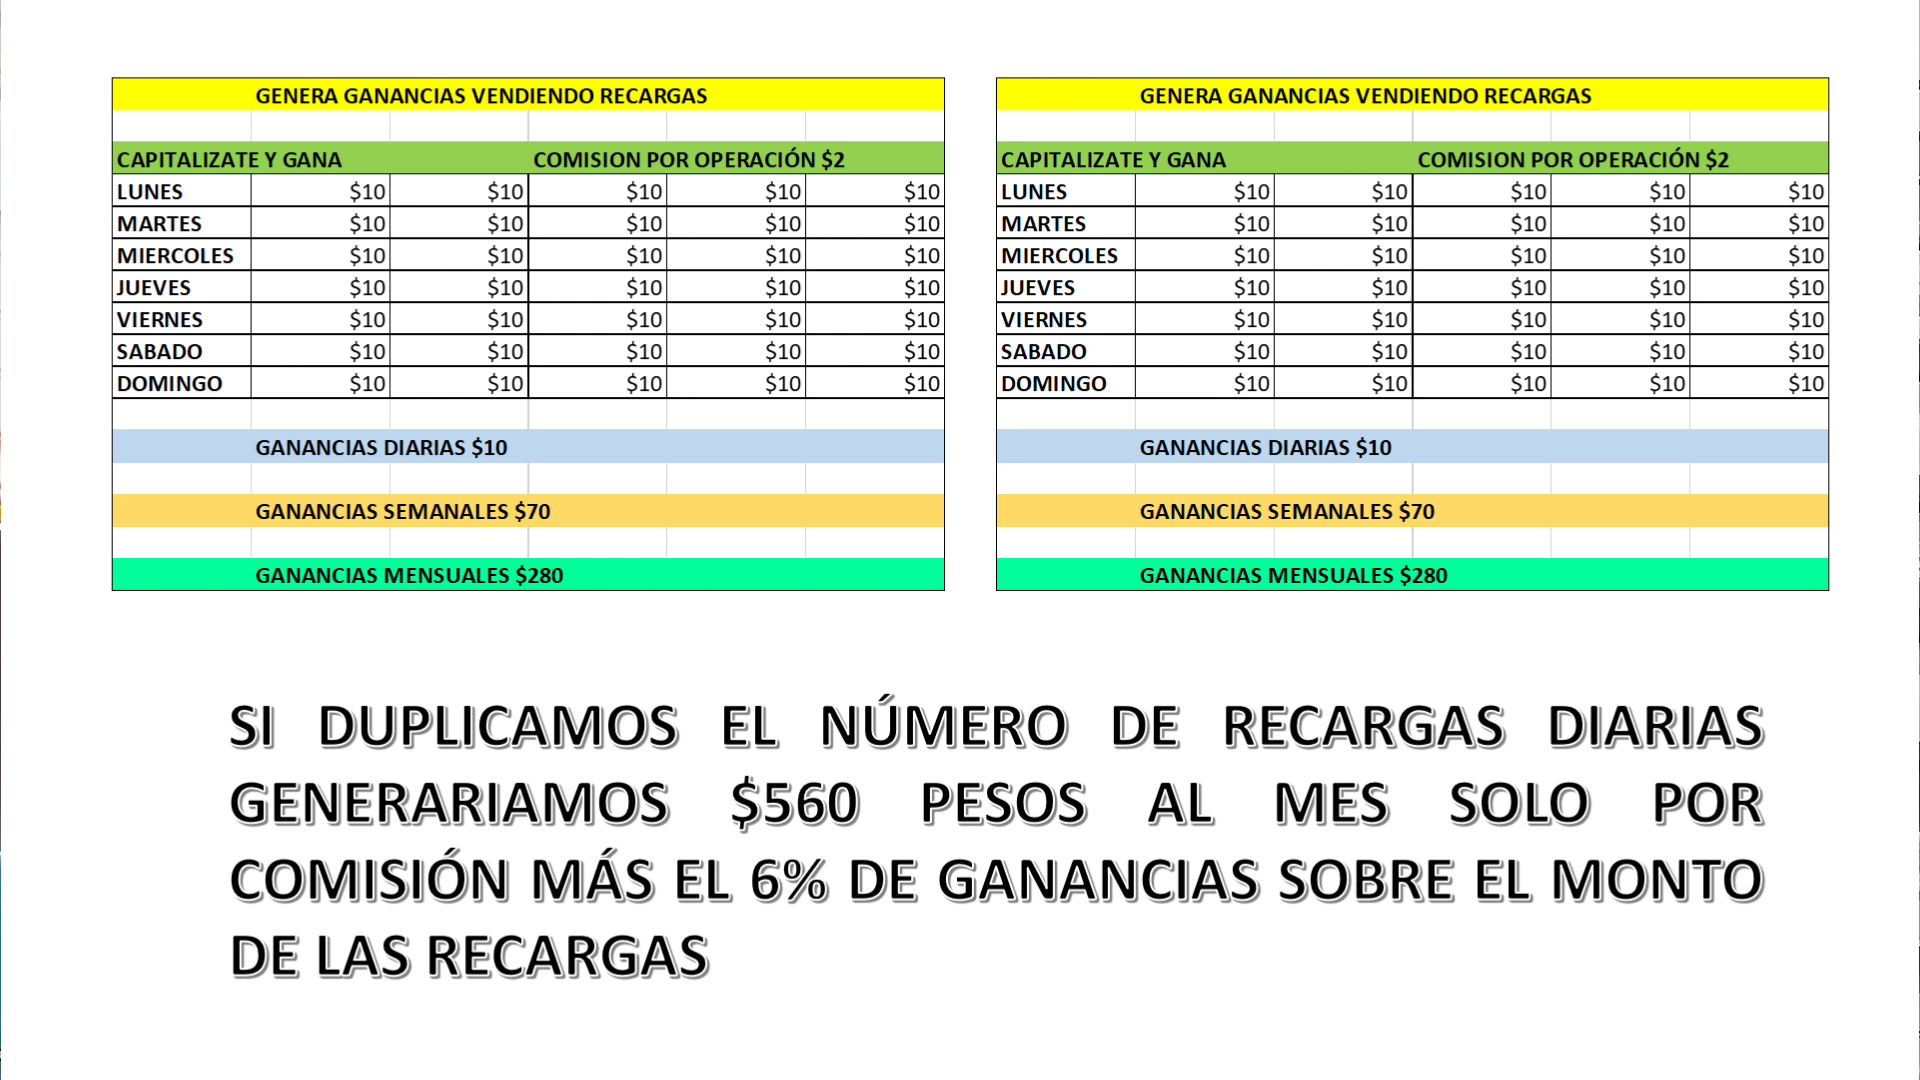 GENERA GANANCIAS VENDIENDO RECARGAS
CAPITALIZATE Y GANA COMISION POR OPERACIÓN $2
LUNES $10 $10 $10 $10 $10
MARTES $10 $10 $10 $10 $10
MIERCOLES $10 $10 $10 $10 $10
JUEVES $10 $10 $10 $10 $10
VIERNES $10 $10 $10 $10 $10
SABADO $10 $10 $10 $10 $10
DOMINGO $10 $10 $10 $10 $10
GANANCIAS DIARIAS $10
GANANCIAS SEMANALES $70
GANANCIAS MENSUALES $280
GENERA GANANCIAS VENDIENDO RECARGAS
CAPITALIZATE Y GANA COMISION POR OPERACIÓN $2
LUNES $10 $10 $10 $10 $10
MARTES $10 $10 $10 $10 $10
MIERCOLES $10 $10 $10 $10 $10
JUEVES $10 $10 $10 $10 $10
VIERNES $10 $10 $10 $10 $10
SABADO $10 $10 $10 $10 $10
DOMINGO $10 $10 $10 $10 $10
GANANCIAS DIARIAS $10
GANANCIAS SEMANALES $70
GANANCIAS MENSUALES $280
SI DUPLICAMOS EL NÚMERO DE RECARGAS DIARIAS
GENERARIAMOS $560 PESOS AL MES SOLO POR
COMISIÓN MÁS EL 6% DE GANANCIAS SOBRE EL MONTO
DE LAS RECARGAS